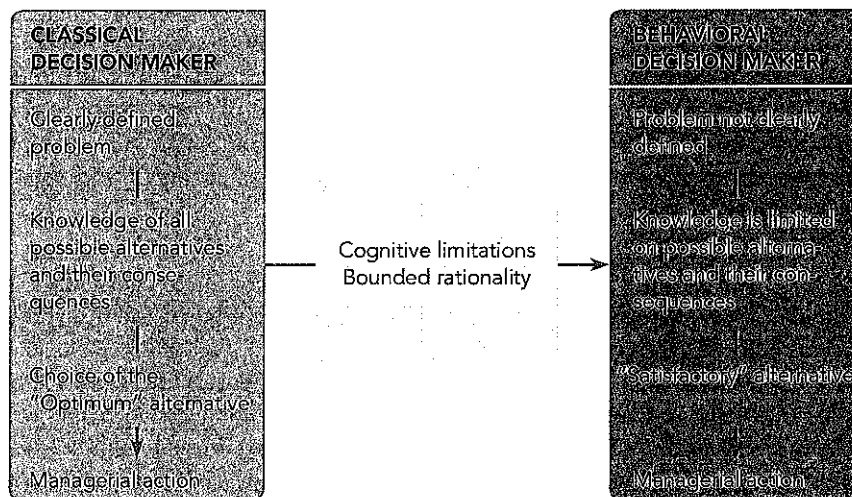 CLASSICAL
DECISION MAKER
Clearly defined
problem
Knowledge of all
possible alternatives
and their conse-
quences
Choice of the
"Optimum" alternative
Managerial action
Cognitive limitations
Bounded rationality
BEHAVIORAL
DECISION MAKER
Problem not clearly
defined
Knowledge is limited
on possible alterna-
tives and their con-
sequences
"Satisfactory" alternative
Managerial action